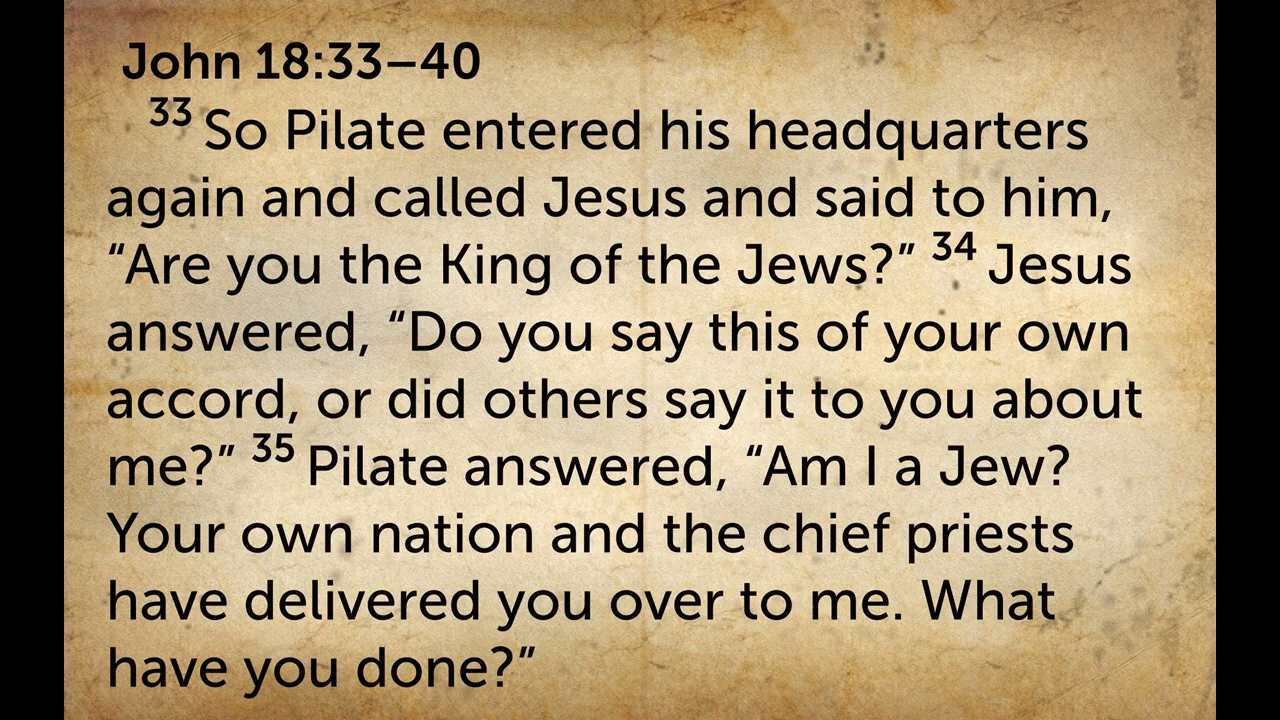 John 18:33–40
33 So Pilate entered his headquarters
again and called Jesus and said to him,
“Are you the King of the Jews?” 34 Jesus
answered, “Do you say this of your own
accord, or did others say it to you about
me?” 35 Pilate answered, “Am I a Jew?
Your own nation and the chief priests
have delivered you over to me. What
have you done?”